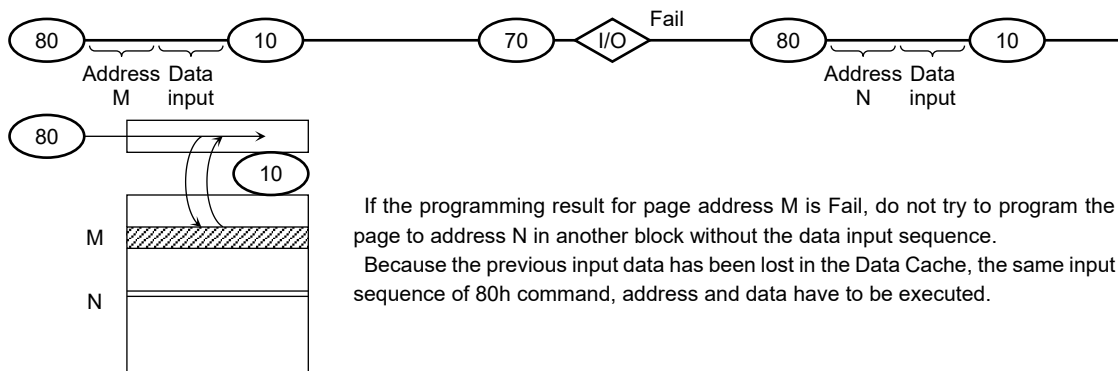 Fail
80 10 70 I/O 80 10
Address Data Address Data
M input N input
80
10
M
N
If the programming result for page address M is Fail, do not try to program the
page to address N in another block without the data input sequence.
Because the previous input data has been lost in the Data Cache, the same input
sequence of 80h command, address and data have to be executed.